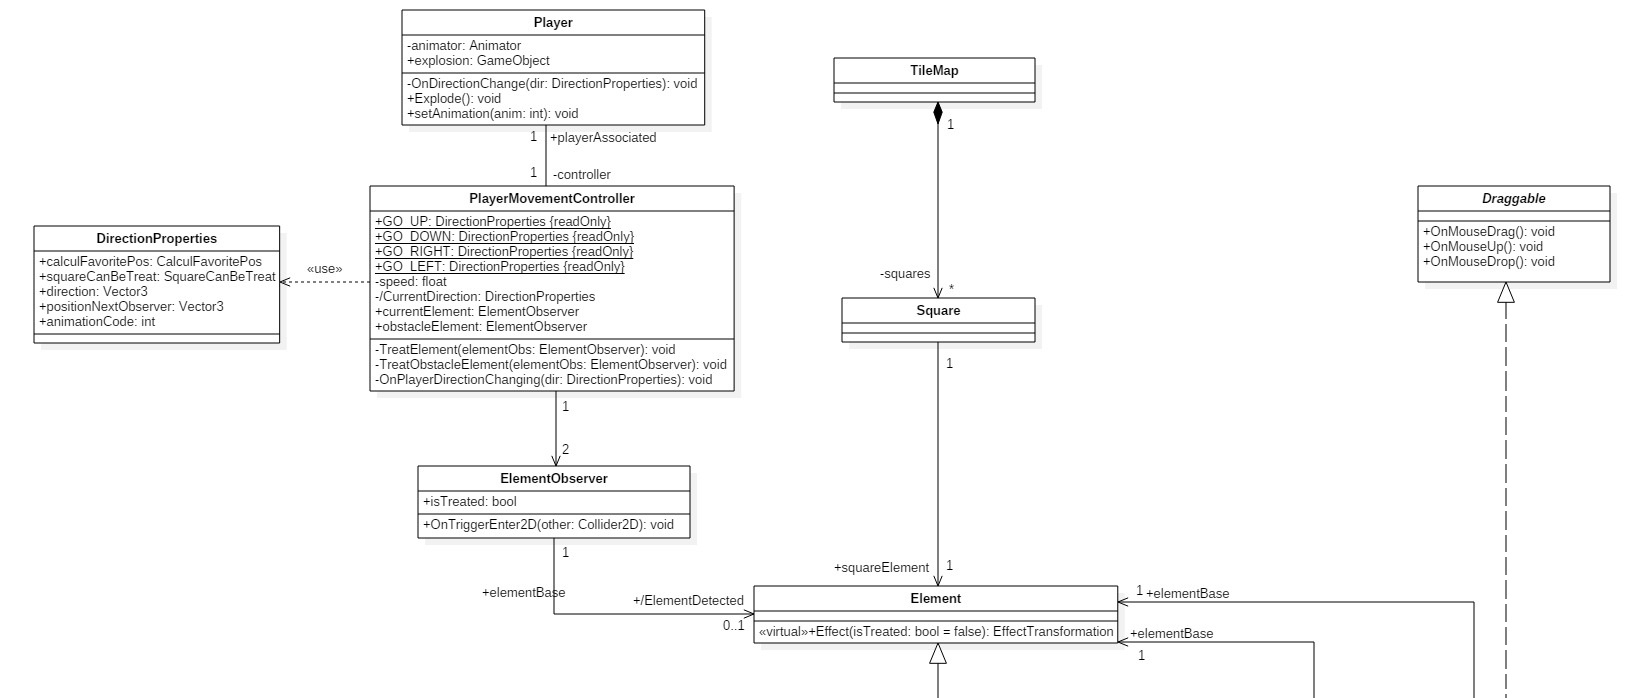 Player
-animator: Animator
+explosion: GameObject
-OnDirectionChange(dir: DirectionProperties): void
+Explode(): void
+setAnimation(anim: int): void
1
+playerAssociated
1
-controller
PlayerMovementController
+GO_UP: DirectionProperties {readOnly}
+GO_DOWN: DirectionProperties {readOnly}
+GO_RIGHT: DirectionProperties {readOnly}
+GO_LEFT: DirectionProperties {readOnly}
-speed: float
-/CurrentDirection: DirectionProperties
+currentElement: ElementObserver
+obstacleElement: ElementObserver
-TreatElement(elementObs: ElementObserver): void
-TreatObstacleElement(elementObs: ElementObserver): void
-OnPlayerDirectionChanging(dir: DirectionProperties): void
«use»
DirectionProperties
+calculFavoritePos: CalculFavoritePos
+squareCanBeTreat: SquareCanBeTreat
+direction: Vector3
+positionNextObserver: Vector3
+animationCode: int
1
2
ElementObserver
+isTreated: bool
+OnTriggerEnter2D(other: Collider2D): void
1
+elementBase
+/ElementDetected
0..1
TileMap
1
-squares
*
Square
1
+squareElement
1
Element
«virtual»+Effect(isTreated: bool = false): EffectTransformation
1
+elementBase
+elementBase
1
Draggable
+OnMouseDrag(): void
+OnMouseUp(): void
+OnMouseDrop(): void